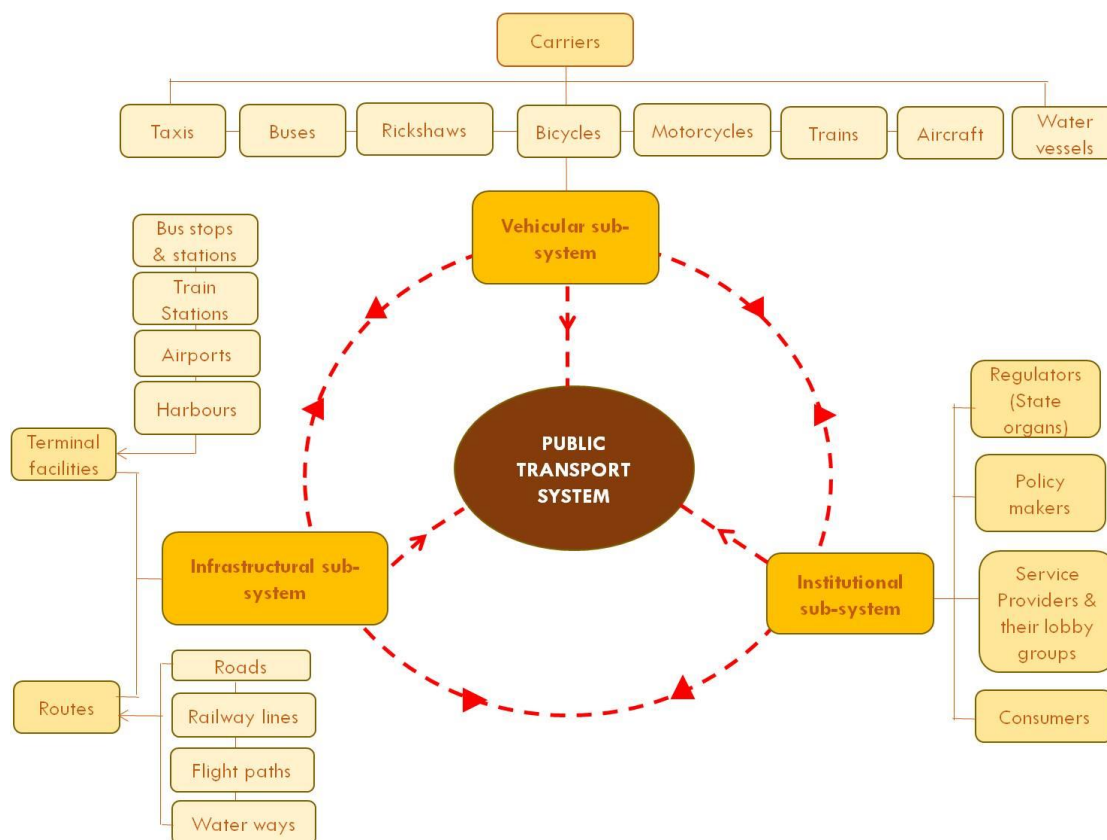 Carriers
Taxis
Buses
Rickshaws
Bicycles
Motorcycles
Trains
Aircraft
Water
vessels
Vehicular sub-
system
Bus stops
& stations
Train
Stations
Airports
Harbours
Terminal
facilities
PUBLIC
TRANSPORT
SYSTEM
Regulators
(State
organs)
Policy
makers
Infrastructural sub-
system
Institutional
sub-system
Service
Providers &
their lobby
groups
Consumers
Routes
Roads
Railway lines
Flight paths
Water ways